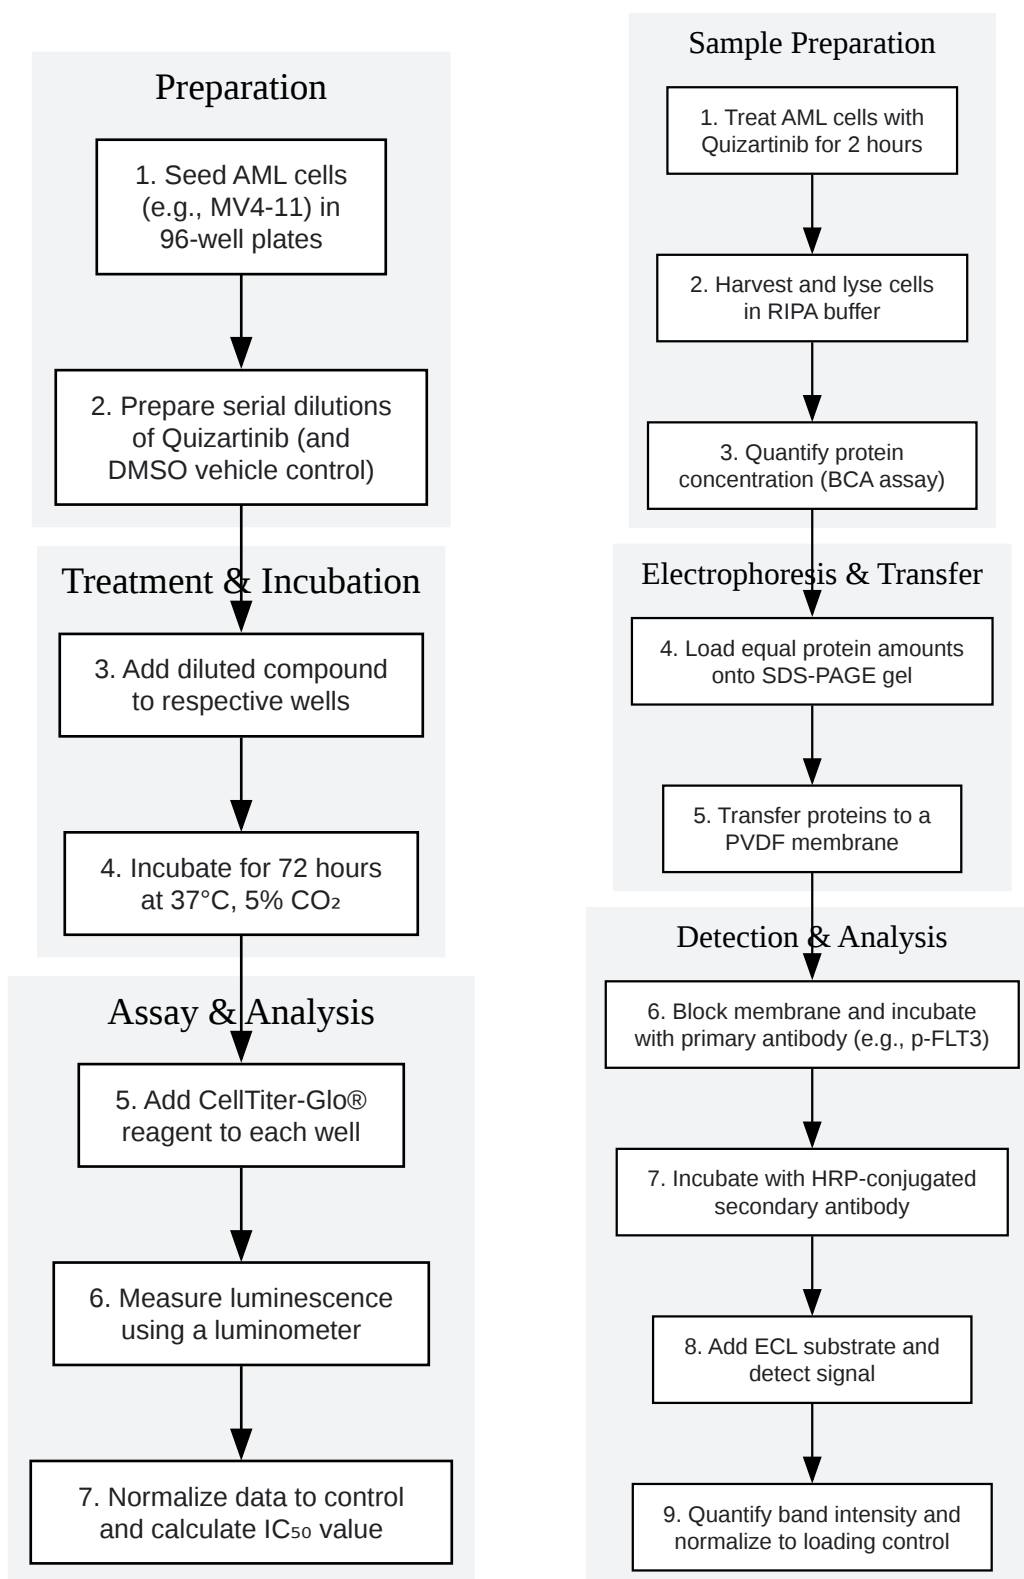 Preparation
1. Seed AML cells
(e.g., MV4-11) in
96-well plates
2. Prepare serial dilutions
of Quizartinib (and
DMSO vehicle control)
Treatment & Incubation
3. Add diluted compound
to respective wells
4. Incubate for 72 hours
at 37°C, 5% CO₂
Assay & Analysis
5. Add CellTiter-Glo®
reagent to each well
6. Measure luminescence
using a luminometer
7. Normalize data to control
and calculate IC₅₀ value
Sample Preparation
1. Treat AML cells with
Quizartinib for 2 hours
2. Harvest and lyse cells
in RIPA buffer
3. Quantify protein
concentration (BCA assay)
Electrophoresis & Transfer
4. Load equal protein amounts
onto SDS-PAGE gel
5. Transfer proteins to a
PVDF membrane
Detection & Analysis
6. Block membrane and incubate
with primary antibody (e.g., p-FLT3)
7. Incubate with HRP-conjugated
secondary antibody
8. Add ECL substrate and
detect signal
9. Quantify band intensity and
normalize to loading control